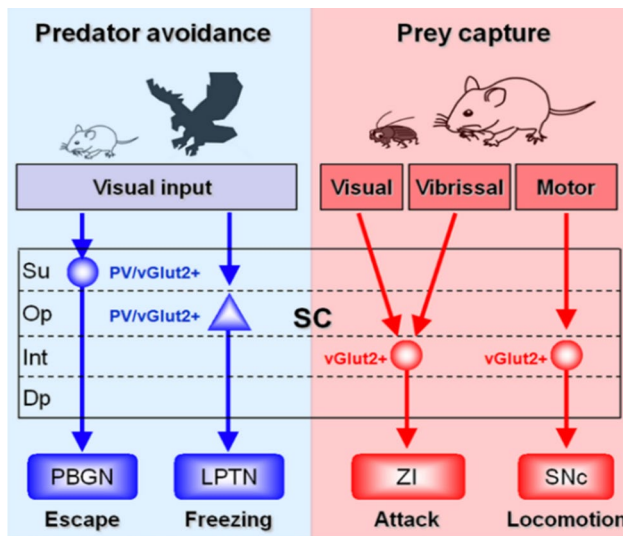 Predator avoidance Prey capture
Visual input Visual Vibrissal Motor
Su PV/vGlut2+
Op PV/vGlut2+ SC
Int vGlut2+ vGlut2+
Dp
PBGN LPTN ZI SNc
Escape Freezing Attack Locomotion